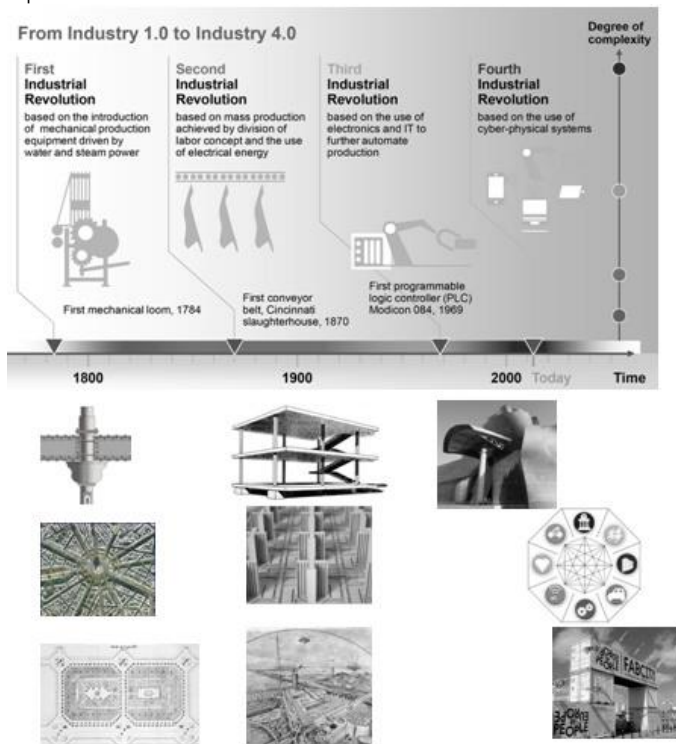 From Industry 1.0 to Industry 4.0
Degree of
complexity
First
Industrial
Revolution
based on the introduction
of mechanical production
equipment driven by
water and steam power
Second
Industrial
Revolution
based on mass production
achieved by division of
labor concept and the use
of electrical energy
Third
Industrial
Revolution
based on the use of
electronics and IT to
further automate
production
Fourth
Industrial
Revolution
based on the use of
cyber-physical systems
First mechanical loom, 1784
First conveyor
belt, Cincinnati
slaughterhouse, 1870
First programmable
logic controller (PLC)
Modicon 084, 1969
1800
1900
2000
Today
Time
FABCITY
PEOPLE